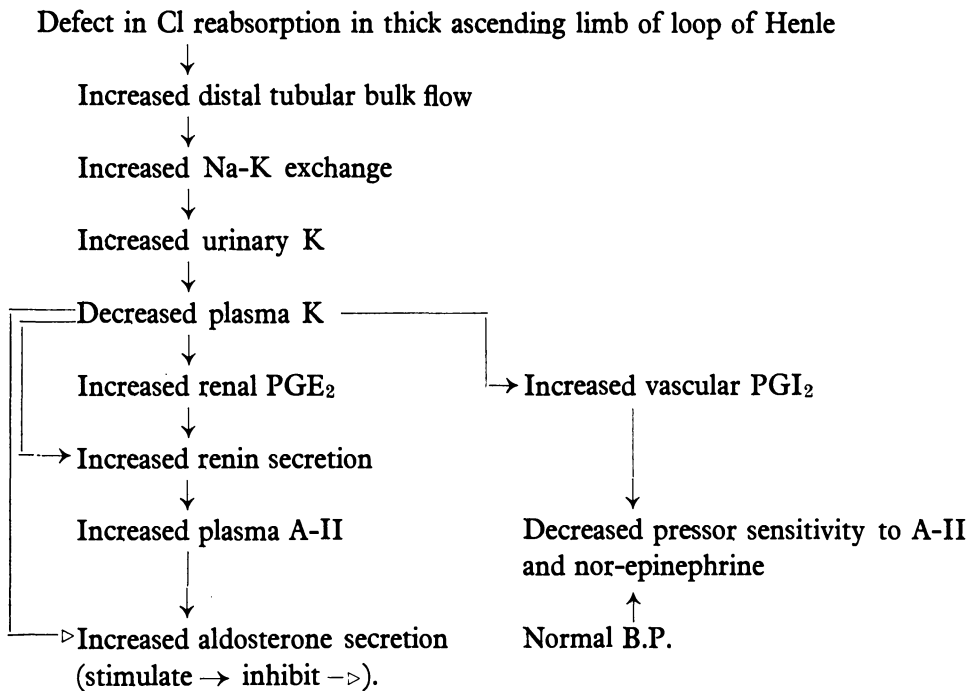 Defect in Cl reabsorption in thick ascending limb of loop of Henle
Increased distal tubular bulk flow
Increased Na-K exchange
Increased urinary K
Decreased plasma K
Increased renal PGE₂
Increased vascular PGI₂
Increased renin secretion
Increased plasma A-II
Decreased pressor sensitivity to A-II
and nor-epinephrine
Increased aldosterone secretion
Normal B.P.
(stimulate → inhibit –▷).